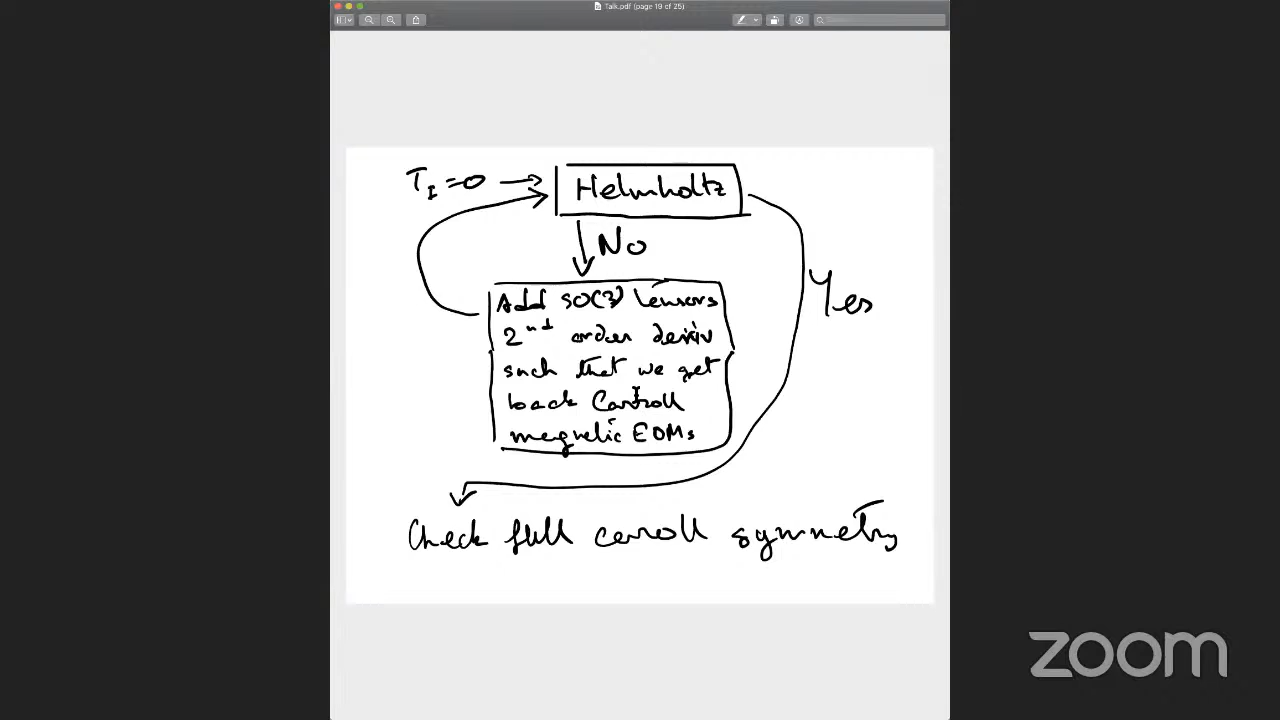 Talk.pdf (page 19 of 25)
T_I=0 → Helmholtz
No
Yes
Add SO(3) tensors
2nd order deriv
such that we get
back Carroll
magnetic EOMs
Check full carroll symmetry
zoom